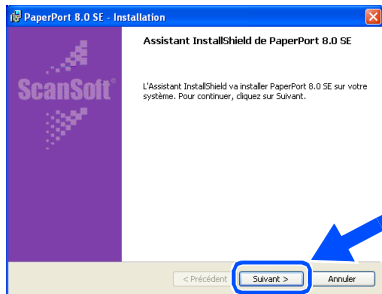 PaperPort 8.0 SE - Installation
Assistant InstallShield de PaperPort 8.0 SE
ScanSoft®
L'Assistant InstallShield va installer PaperPort 8.0 SE sur votre
système. Pour continuer, cliquez sur Suivant.
< Précédent
Suivant >
Annuler